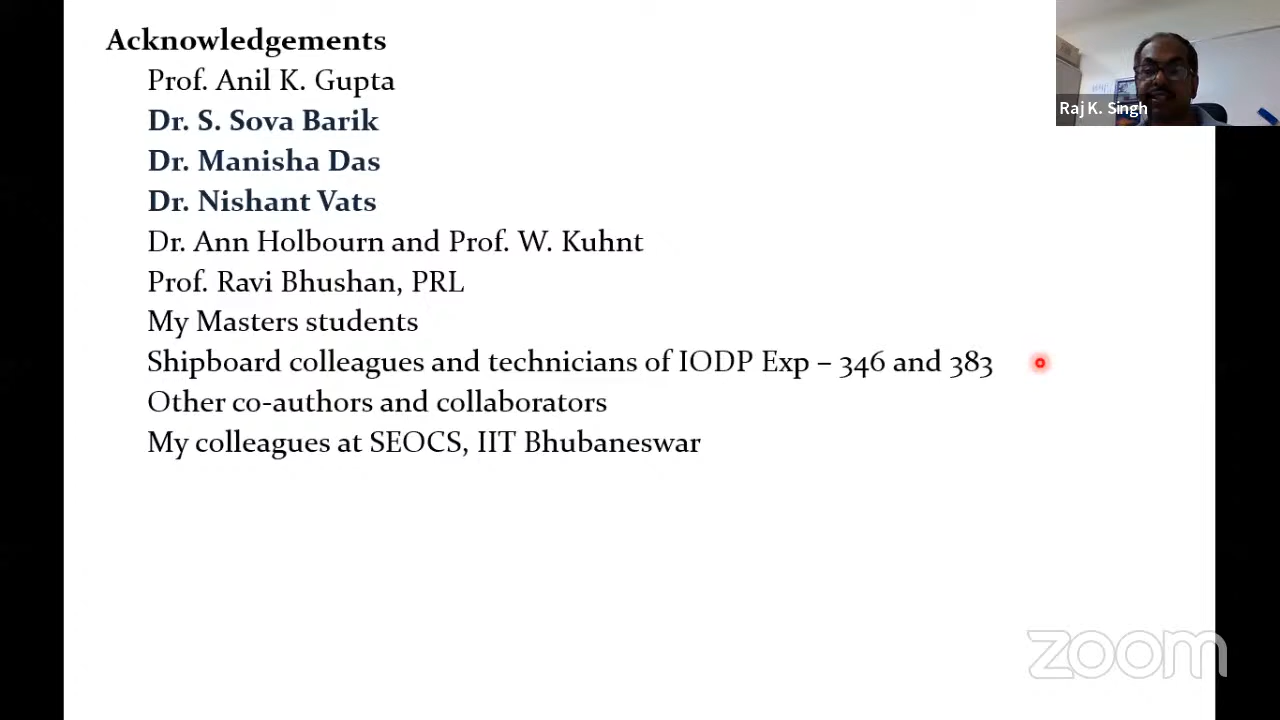 Acknowledgements
Prof. Anil K. Gupta
Dr. S. Sova Barik
Dr. Manisha Das
Dr. Nishant Vats
Dr. Ann Holbourn and Prof. W. Kuhnt
Prof. Ravi Bhushan, PRL
My Masters students
Shipboard colleagues and technicians of IODP Exp – 346 and 383
Other co-authors and collaborators
My colleagues at SEOCS, IIT Bhubaneswar
Raj K. Singh
zoom